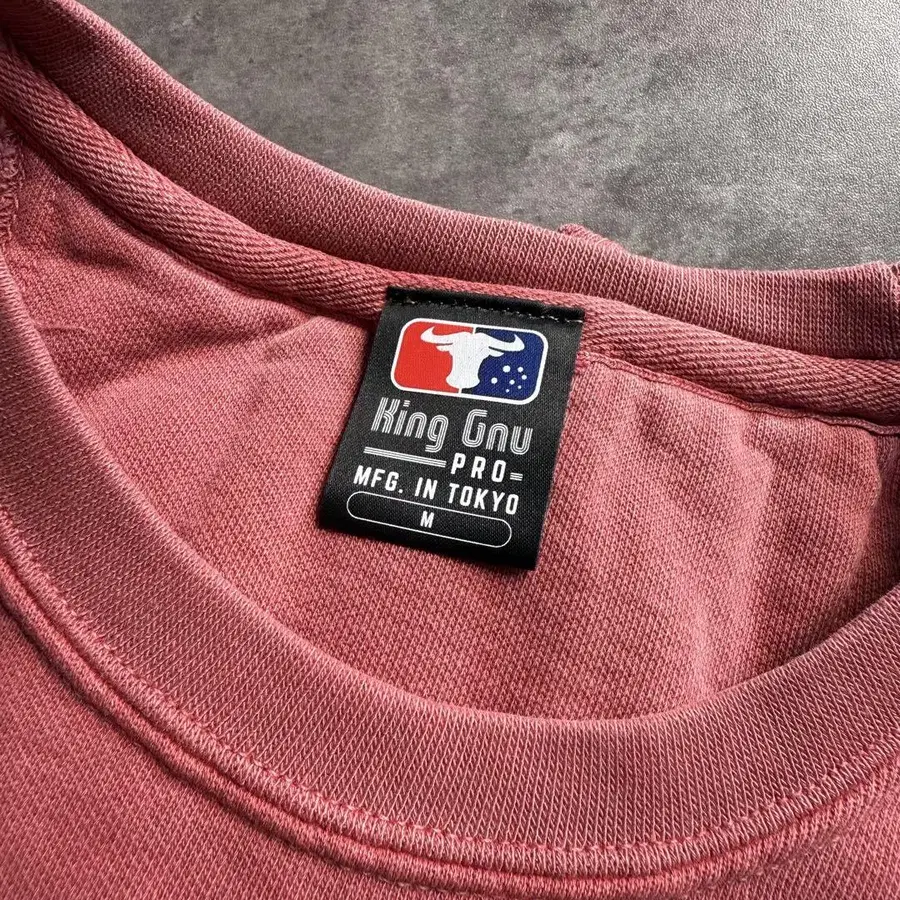 King Gnu
PRO
MFG. IN TOKYO
M